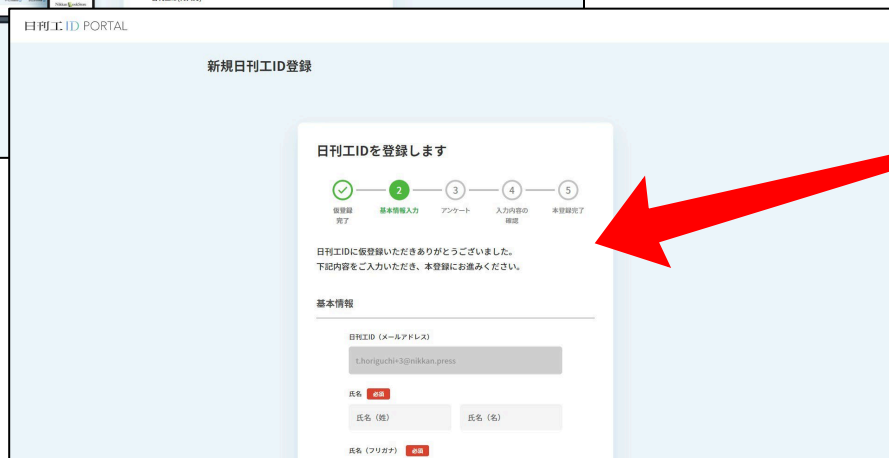 日刊工ID PORTAL
新規日刊工ID登録
日刊工IDを登録します
2 3 4 5
仮登録完了 基本情報入力 アンケート 入力内容の確認 本登録完了
日刊工IDに仮登録いただきありがとうございました。
下記内容をご入力いただき、本登録にお進みください。
基本情報
日刊工ID（メールアドレス）
t.horiguchi+3@nikkan.press
氏名 必須
氏名（姓） 氏名（名）
氏名（フリガナ） 必須